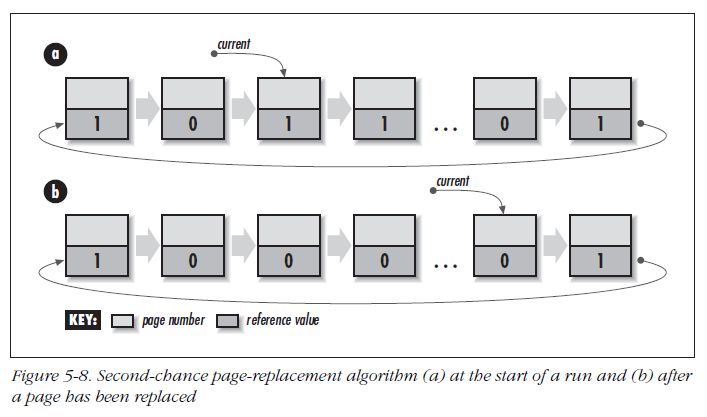 current
a
1 0 1 1 ... 0 1
current
b
1 0 0 0 ... 0 1
KEY: page number reference value
Figure 5-8. Second-chance page-replacement algorithm (a) at the start of a run and (b) after
a page has been replaced